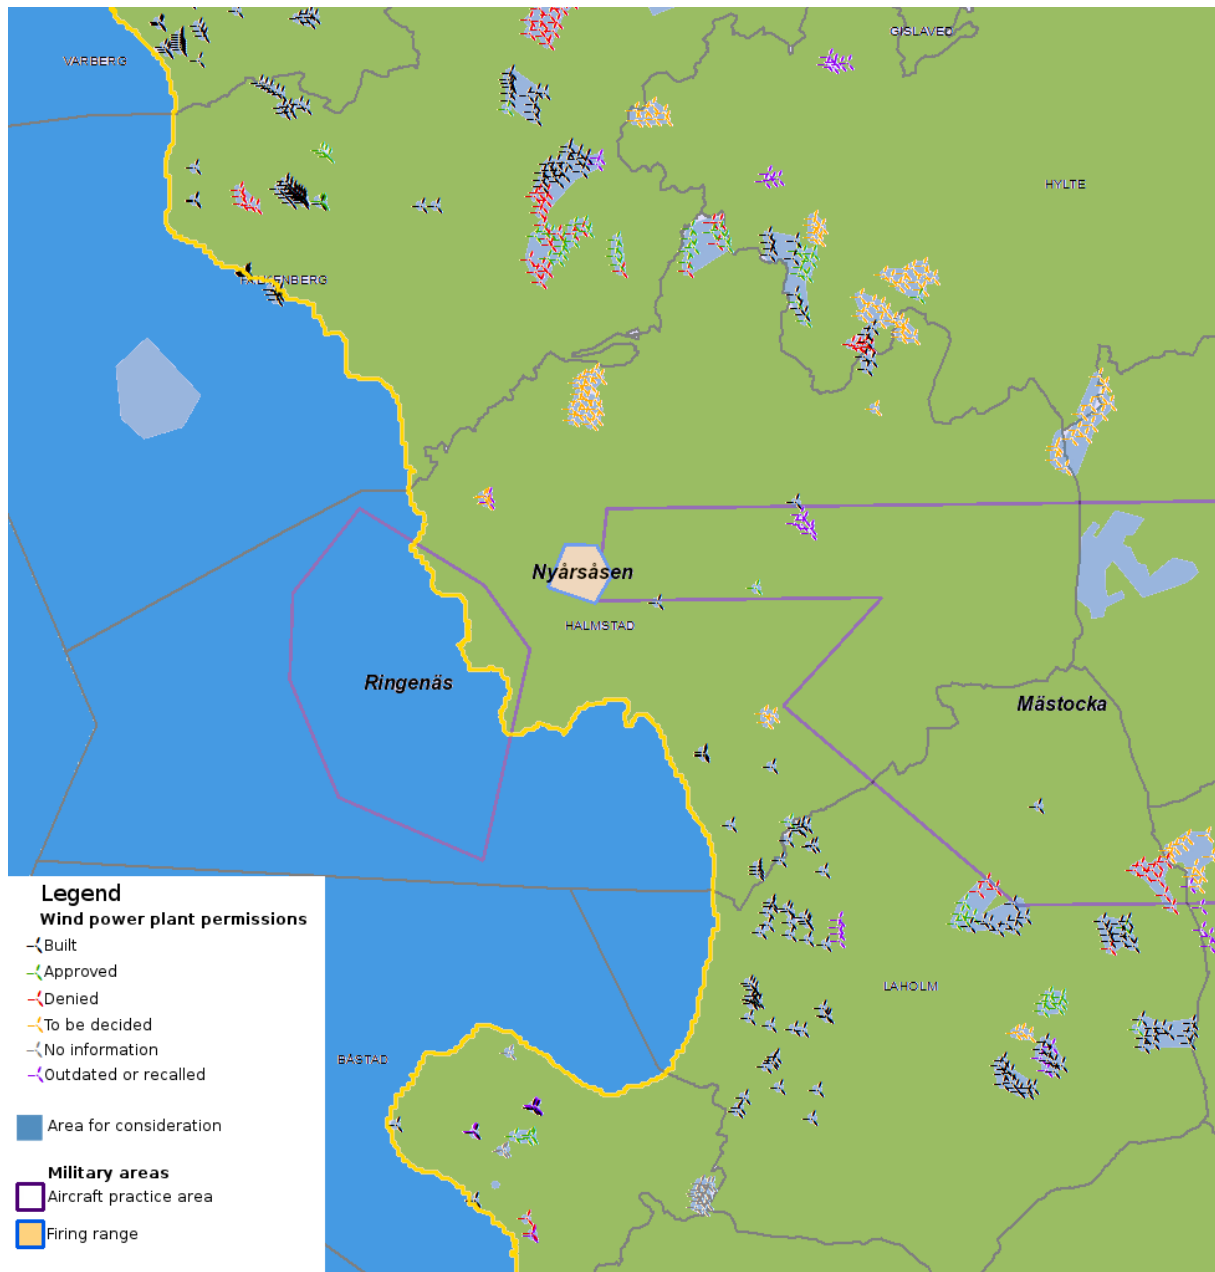 GISLAVED
VARBERG
HYLTE
FALKENBERG
Nyårsåsen
HALMSTAD
Ringenäs
Mästocka
LAHOLM
BÅSTAD
Legend
Wind power plant permissions
Built
Approved
Denied
To be decided
No information
Outdated or recalled
Area for consideration
Military areas
Aircraft practice area
Firing range